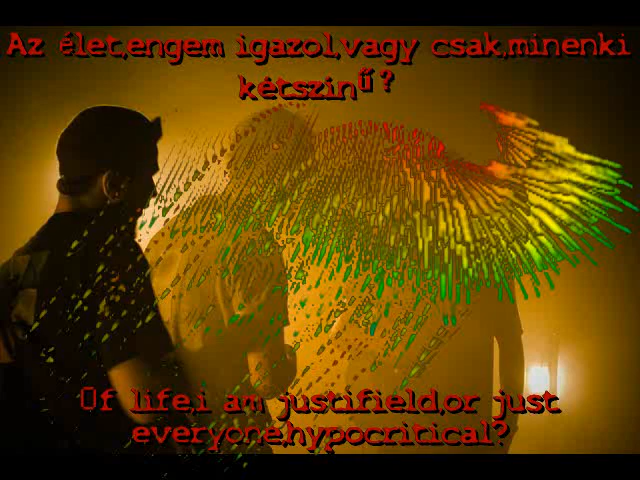 Az élet,engem igazol,vagy csak,minenki
kétszinű?
Of life,i am justifield,or just
everyone,hypocritical?